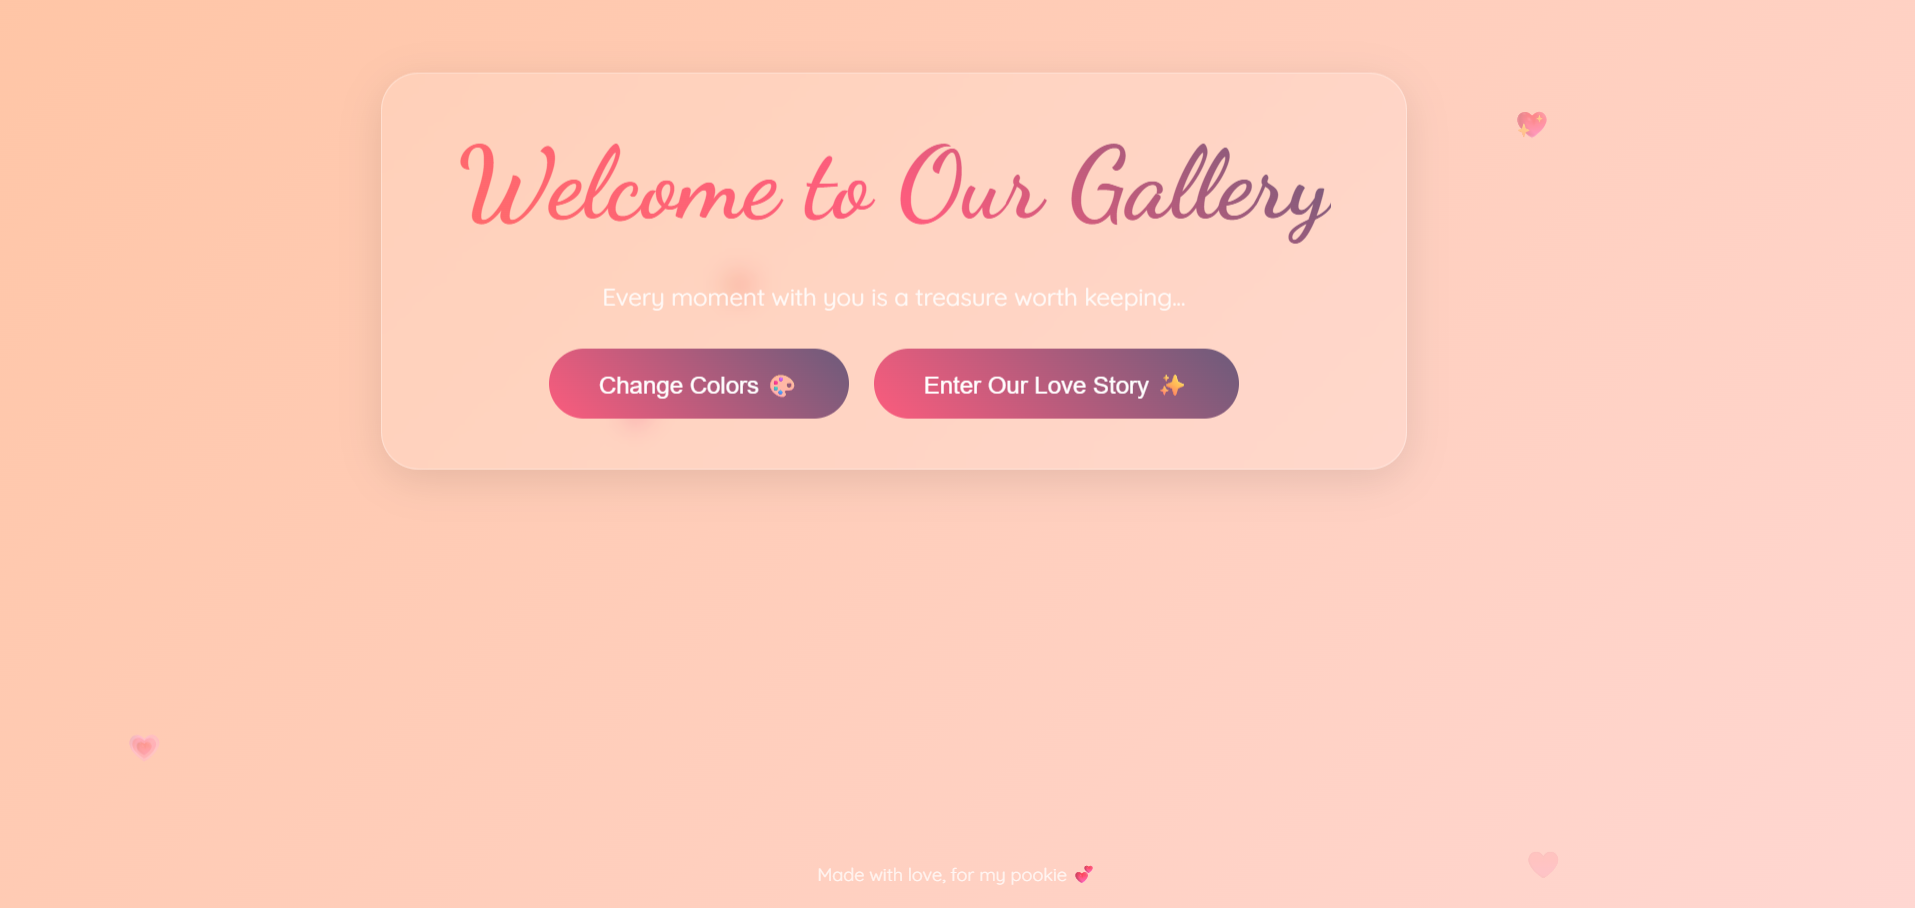 Welcome to Our Gallery
Every moment with you is a treasure worth keeping...
Change Colors 🎨
Enter Our Love Story ✨
Made with love, for my pookie 💕